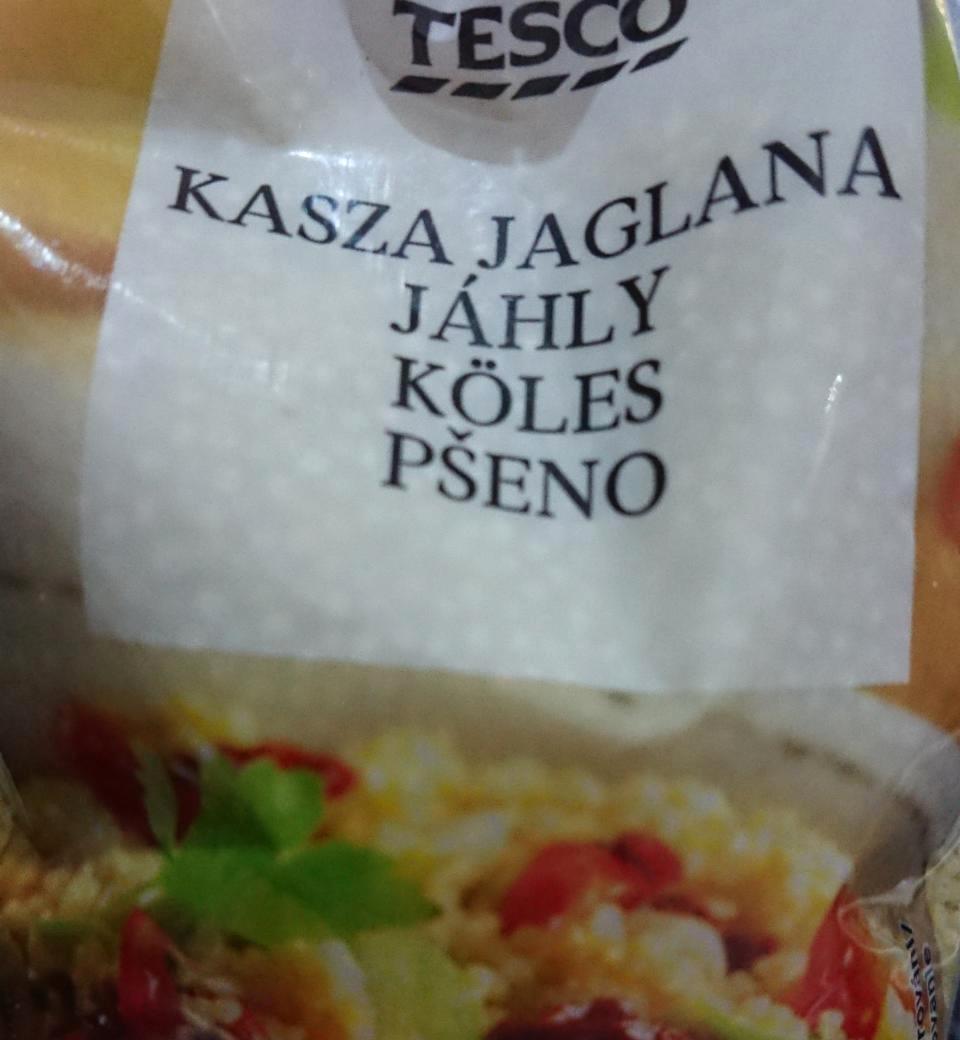 TESCO
KASZA JAGLANA
JÁHLY
KÖLES
PŠENO